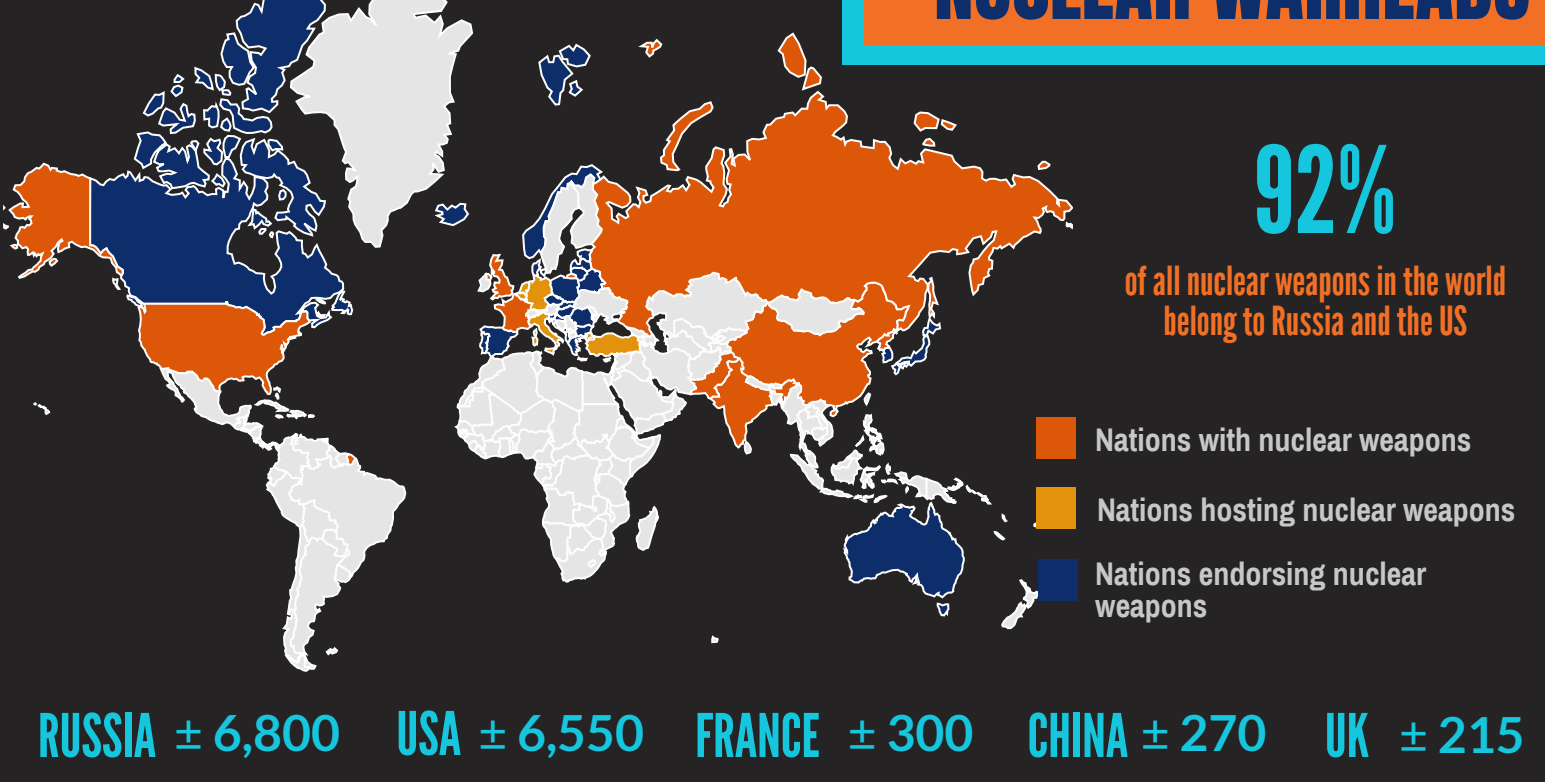 NUCLEAR WARHEADS
92%
of all nuclear weapons in the world
belong to Russia and the US
Nations with nuclear weapons
Nations hosting nuclear weapons
Nations endorsing nuclear
weapons
RUSSIA ± 6,800 USA ± 6,550 FRANCE ± 300 CHINA ± 270 UK ± 215